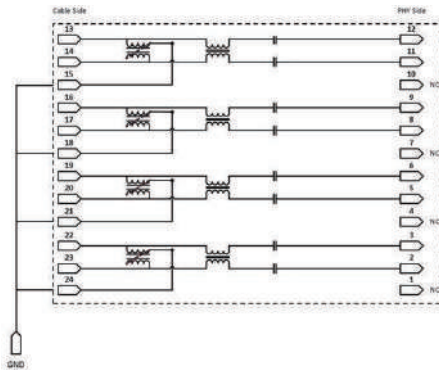 Cable Side PHY Side
13 12
14 11
15 10 NC
16 9
17 8
18 7 NC
19 6
20 5
21 4 NC
22 3
23 2
24 1 NC
GND